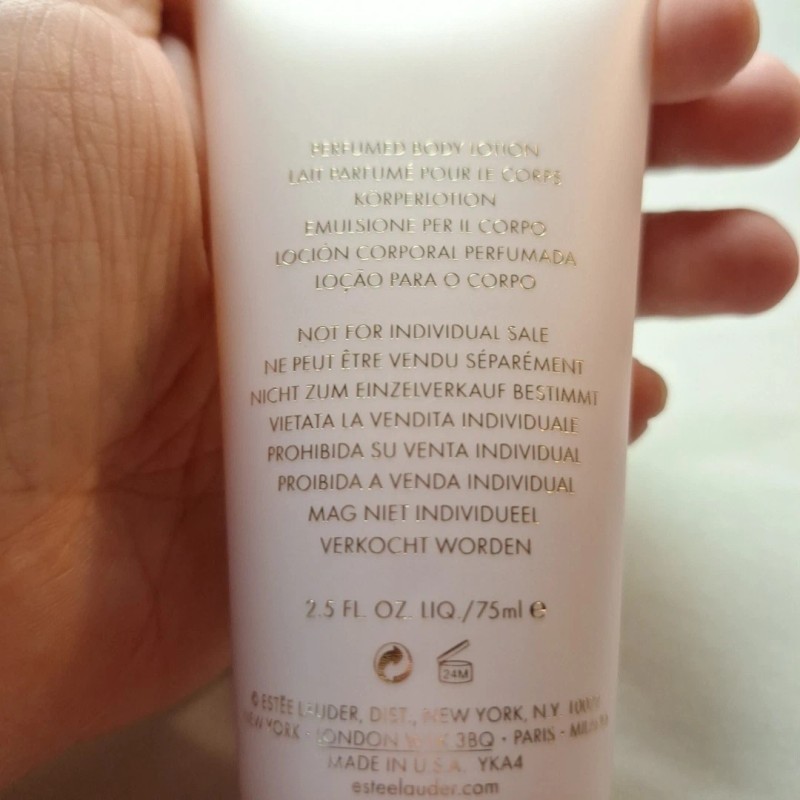 PERFUMED BODY LOTION
LAIT PARFUMÉ POUR LE CORPS
KÖRPERLOTION
EMULSIONE PER IL CORPO
LOCIÓN CORPORAL PERFUMADA
LOÇÃO PARA O CORPO
NOT FOR INDIVIDUAL SALE
NE PEUT ÊTRE VENDU SÉPARÉMENT
NICHT ZUM EINZELVERKAUF BESTIMMT
VIETATA LA VENDITA INDIVIDUALE
PROHIBIDA SU VENTA INDIVIDUAL
PROIBIDA A VENDA INDIVIDUAL
MAG NIET INDIVIDUEEL
VERKOCHT WORDEN
2.5 FL. OZ. LIQ./75ml e
24M
© ESTĒE LAUDER, DIST., NEW YORK, N.Y.
NEW YORK · LONDON 3BQ · PARIS -
MADE IN U.S.A. YKA4
esteelauder.com